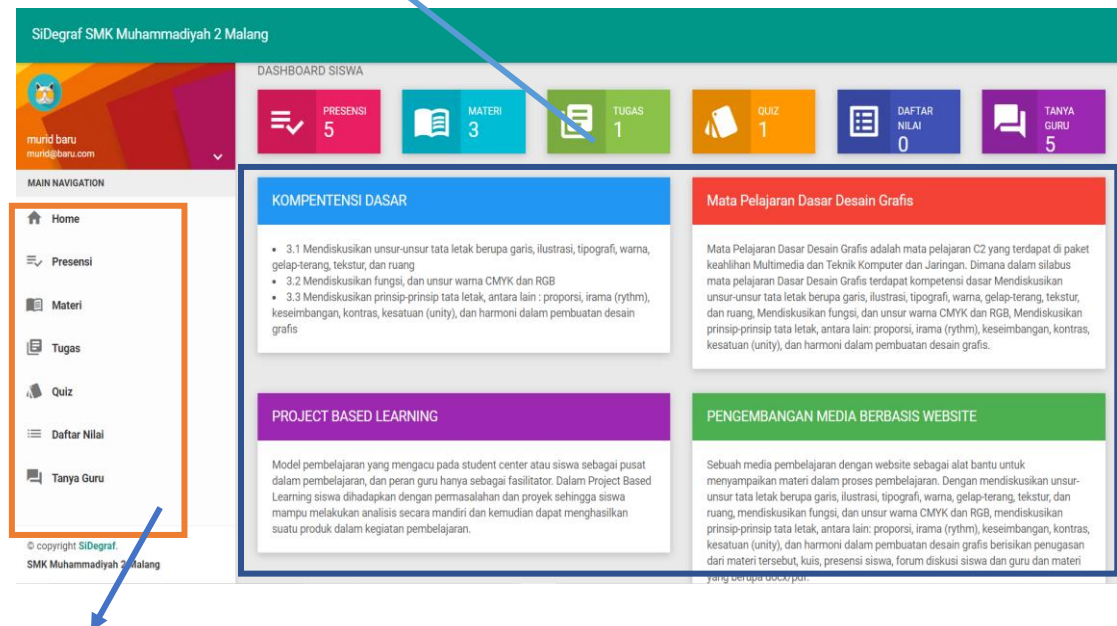 SiDegraf SMK Muhammadiyah 2 Malang
murid baru
murid@baru.com
MAIN NAVIGATION
Home
Presensi
Materi
Tugas
Quiz
Daftar Nilai
Tanya Guru
© copyright SiDegraf.
SMK Muhammadiyah 2 Malang
DASHBOARD SISWA
PRESENSI
5
MATERI
3
TUGAS
1
QUIZ
1
DAFTAR
NILAI
0
TANYA
GURU
5
KOMPENTENSI DASAR
• 3.1 Mendiskusikan unsur-unsur tata letak berupa garis, ilustrasi, tipografi, warna,
gelap-terang, tekstur, dan ruang
• 3.2 Mendiskusikan fungsi, dan unsur warna CMYK dan RGB
• 3.3 Mendiskusikan prinsip-prinsip tata letak, antara lain : proporsi, irama (rythm),
keseimbangan, kontras, kesatuan (unity), dan harmoni dalam pembuatan desain
grafis
Mata Pelajaran Dasar Desain Grafis
Mata Pelajaran Dasar Desain Grafis adalah mata pelajaran C2 yang terdapat di paket
keahlihan Multimedia dan Teknik Komputer dan Jaringan. Dimana dalam silabus
mata pelajaran Dasar Desain Grafis terdapat kompetensi dasar Mendiskusikan
unsur-unsur tata letak berupa garis, ilustrasi, tipografi, warna, gelap-terang, tekstur,
dan ruang, Mendiskusikan fungsi, dan unsur warna CMYK dan RGB, Mendiskusikan
prinsip-prinsip tata letak, antara lain: proporsi, irama (rythm), keseimbangan, kontras,
kesatuan (unity), dan harmoni dalam pembuatan desain grafis.
PROJECT BASED LEARNING
Model pembelajaran yang mengacu pada student center atau siswa sebagai pusat
dalam pembelajaran, dan peran guru hanya sebagai fasilitator. Dalam Project Based
Learning siswa dihadapkan dengan permasalahan dan proyek sehingga siswa
mampu melakukan analisis secara mandiri dan kemudian dapat menghasilkan
suatu produk dalam kegiatan pembelajaran.
PENGEMBANGAN MEDIA BERBASIS WEBSITE
Sebuah media pembelajaran dengan website sebagai alat bantu untuk
menyampaikan materi dalam proses pembelajaran. Dengan mendiskusikan unsur-
unsur tata letak berupa garis, ilustrasi, tipografi, warna, gelap-terang, tekstur, dan
ruang, mendiskusikan fungsi, dan unsur warna CMYK dan RGB, mendiskusikan
prinsip-prinsip tata letak, antara lain: proporsi, irama (rythm), keseimbangan, kontras,
kesatuan (unity), dan harmoni dalam pembuatan desain grafis berisikan penugasan
dari materi tersebut, kuis, presensi siswa, forum diskusi siswa dan guru dan materi
yang berupa docx/pdf.